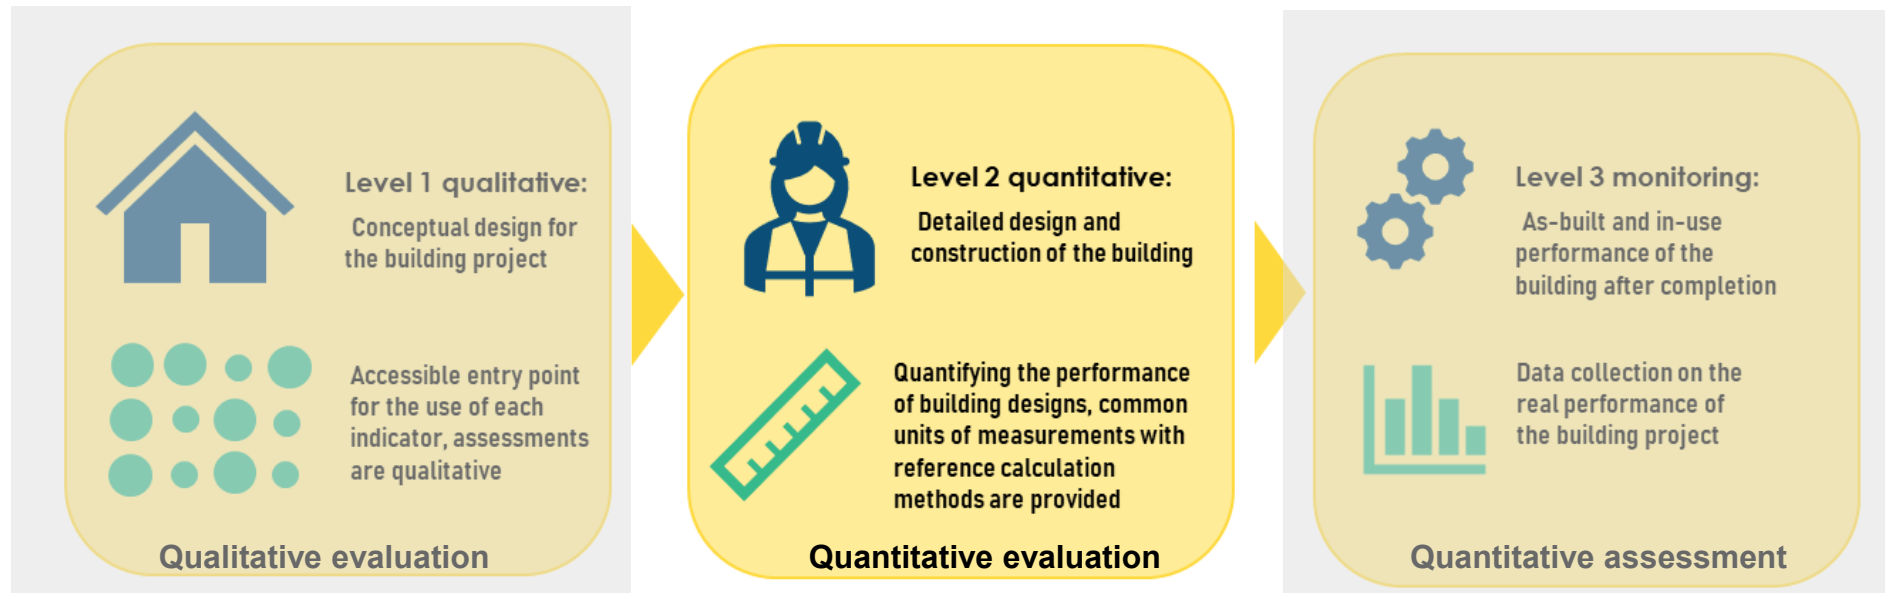 Level 1 qualitative:
Conceptual design for
the building project
Accessible entry point
for the use of each
indicator, assessments
are qualitative
Qualitative evaluation
Level 2 quantitative:
Detailed design and
construction of the building
Quantifying the performance
of building designs, common
units of measurements with
reference calculation
methods are provided
Quantitative evaluation
Level 3 monitoring:
As-built and in-use
performance of the
building after completion
Data collection on the
real performance of
the building project
Quantitative assessment